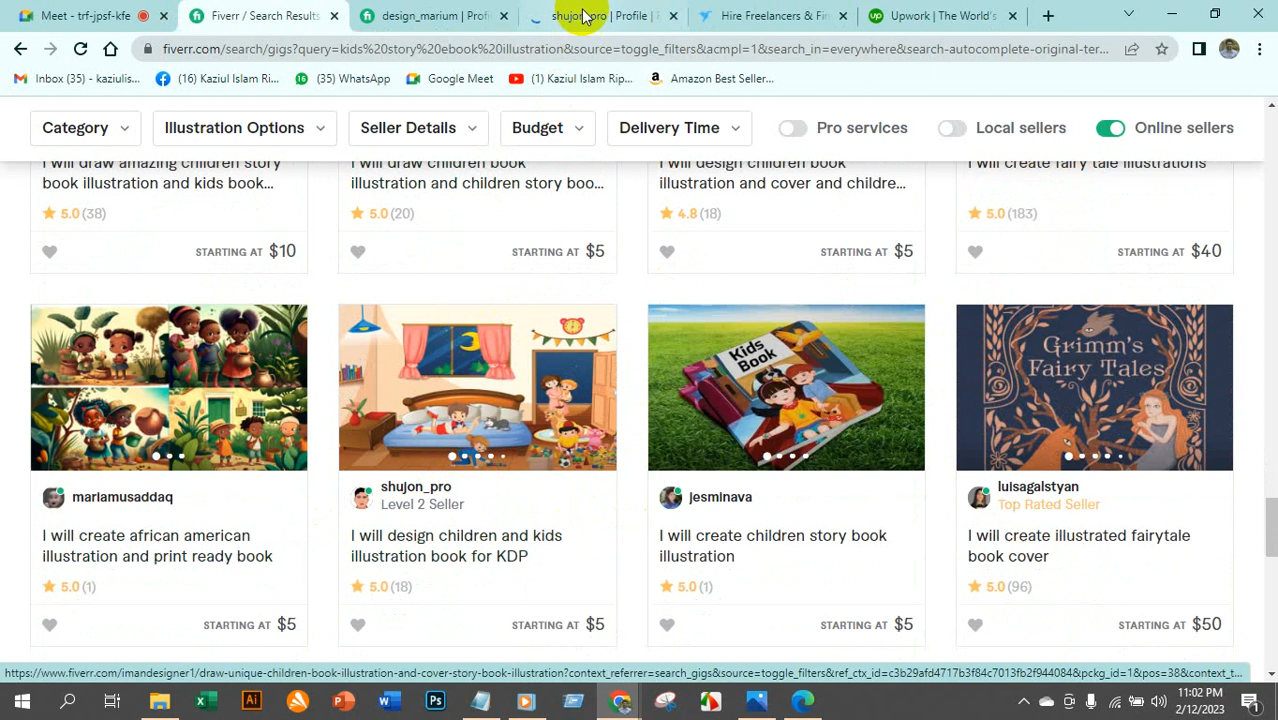 Meet - trf-jpsf-kfe
Fiverr / Search Results
design_marium | Profi
shujon_pro | Profile |
Hire Freelancers & Fin
Upwork | The World's
fiverr.com/search/gigs?query=kids%20story%20ebook%20illustration&source=toggle_filters&acmpl=1&search_in=everywhere&search-autocomplete-original-ter...
Inbox (35) - kaziulis...
(16) Kaziul Islam Ri...
(35) WhatsApp
Google Meet
(1) Kaziul Islam Rip...
Amazon Best Seller...
Category
Illustration Options
Seller Details
Budget
Delivery Time
Pro services
Local sellers
Online sellers
I will draw amazing children story
book illustration and kids book...
5.0 (38)
STARTING AT $10
I will draw children book
illustration and children story boo...
5.0 (20)
STARTING AT $5
I will design children book
illustration and cover and childre...
4.8 (18)
STARTING AT $5
I will create fairy tale illustrations
5.0 (183)
STARTING AT $40
mariamusaddaq
I will create african american
illustration and print ready book
5.0 (1)
STARTING AT $5
shujon_pro
Level 2 Seller
I will design children and kids
illustration book for KDP
5.0 (18)
STARTING AT $5
Kids
Book
jesminava
I will create children story book
illustration
5.0 (1)
STARTING AT $5
Grimm's
Fairy Tales
luisagalstyan
Top Rated Seller
I will create illustrated fairytale
book cover
5.0 (96)
STARTING AT $50
https://www.fiverr.com/imandesigner1/draw-unique-children-book-illustration-and-cover-story-book-illustration?context_referrer=search_gigs&source=toggle_filters&ref_ctx_id=c3b29afd4717b3f84c7013fb2f944084&pckg_id=1&pos=38&context_t...
11:02 PM
2/12/2023